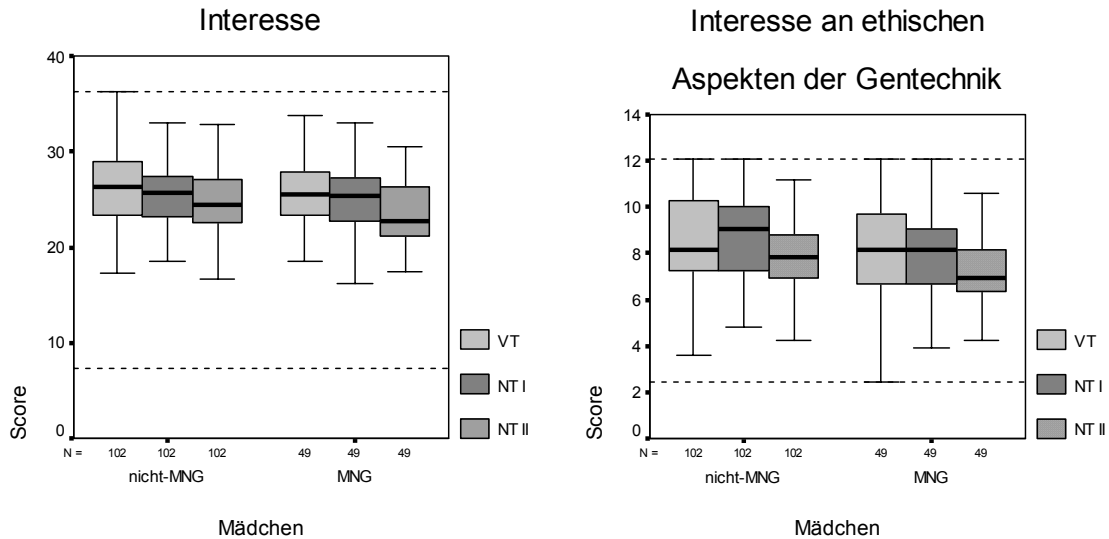 Interesse
40
30
20
10
0
Score
N = 102 102 102 49 49 49
nicht-MNG MNG
Mädchen
VT
NT I
NT II
Interesse an ethischen
Aspekten der Gentechnik
14
12
10
8
6
4
2
0
Score
N = 102 102 102 49 49 49
nicht-MNG MNG
Mädchen
VT
NT I
NT II